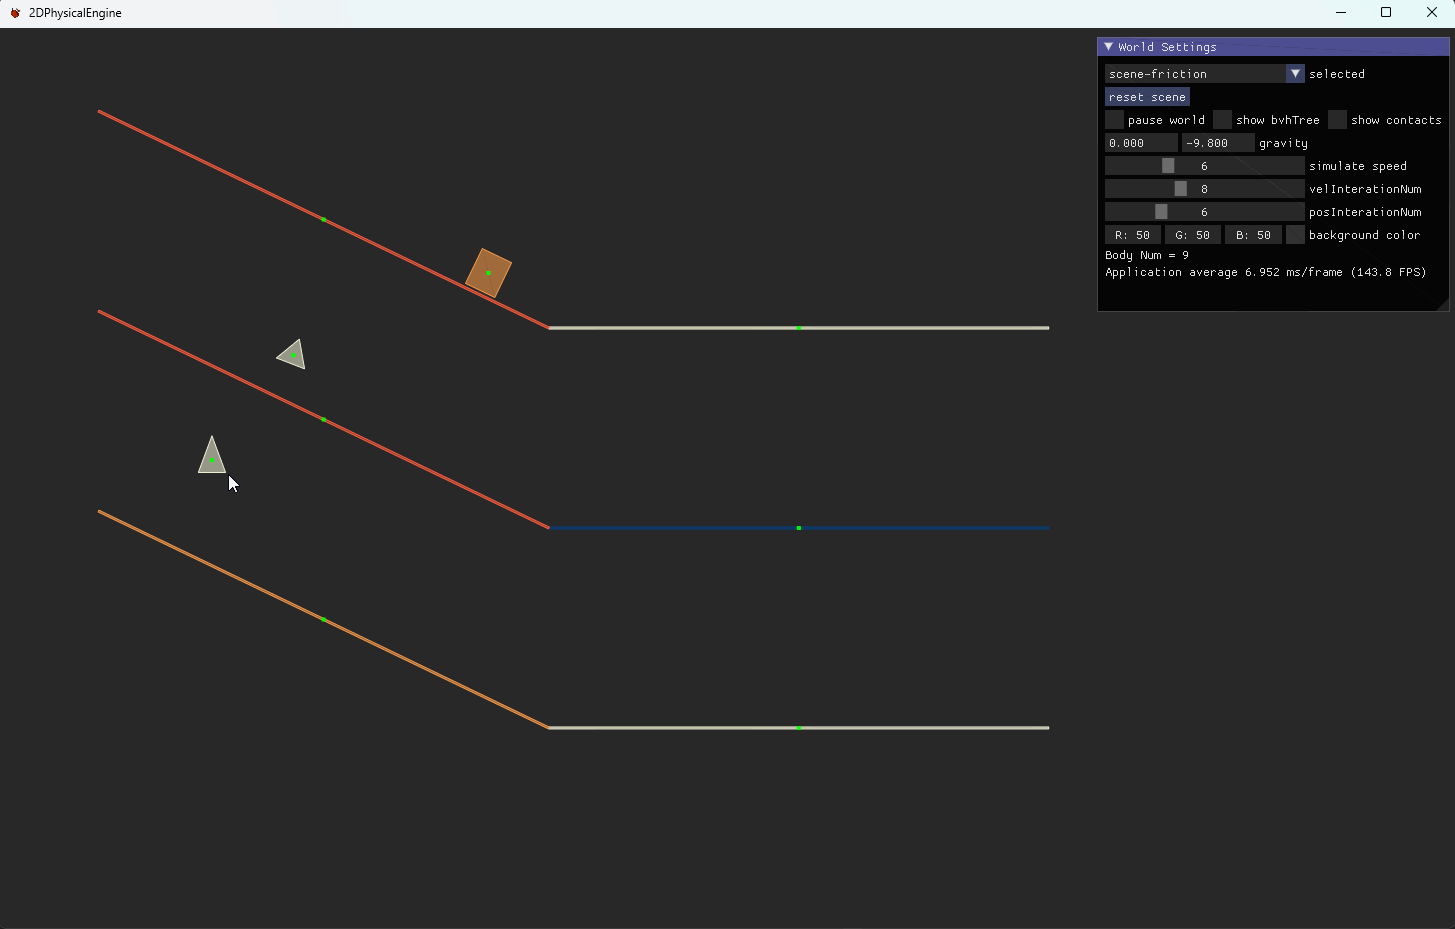 2DPhysicalEngine
World Settings
scene-friction selected
reset scene
pause world show bvhTree show contacts
0.000 -9.800 gravity
6 simulate speed
8 velInterationNum
6 posInterationNum
R: 50 G: 50 B: 50 background color
Body Num = 9
Application average 6.952 ms/frame (143.8 FPS)